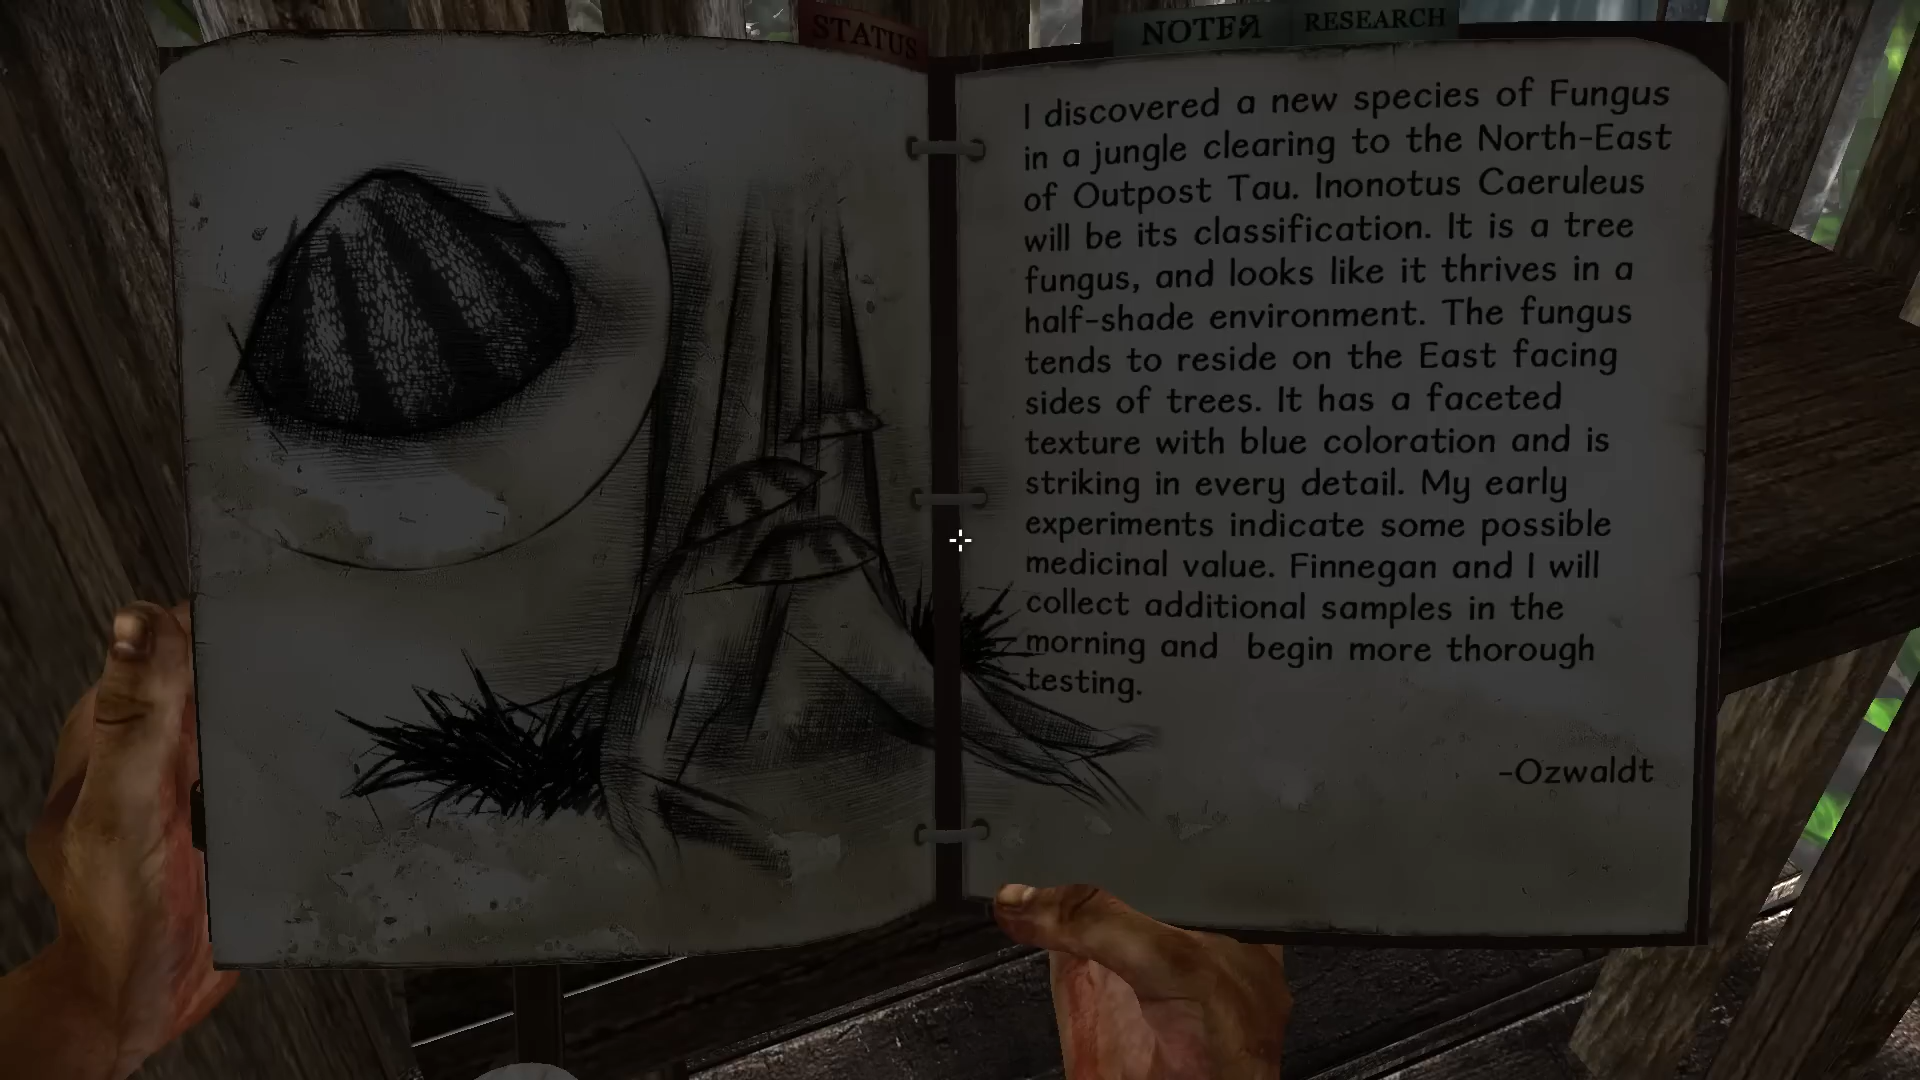 STATUS
NOTEЯ
RESEARCH
I discovered a new species of Fungus
in a jungle clearing to the North-East
of Outpost Tau. Inonotus Caeruleus
will be its classification. It is a tree
fungus, and looks like it thrives in a
half-shade environment. The fungus
tends to reside on the East facing
sides of trees. It has a faceted
texture with blue coloration and is
striking in every detail. My early
experiments indicate some possible
medicinal value. Finnegan and I will
collect additional samples in the
morning and begin more thorough
testing.
-Ozwaldt